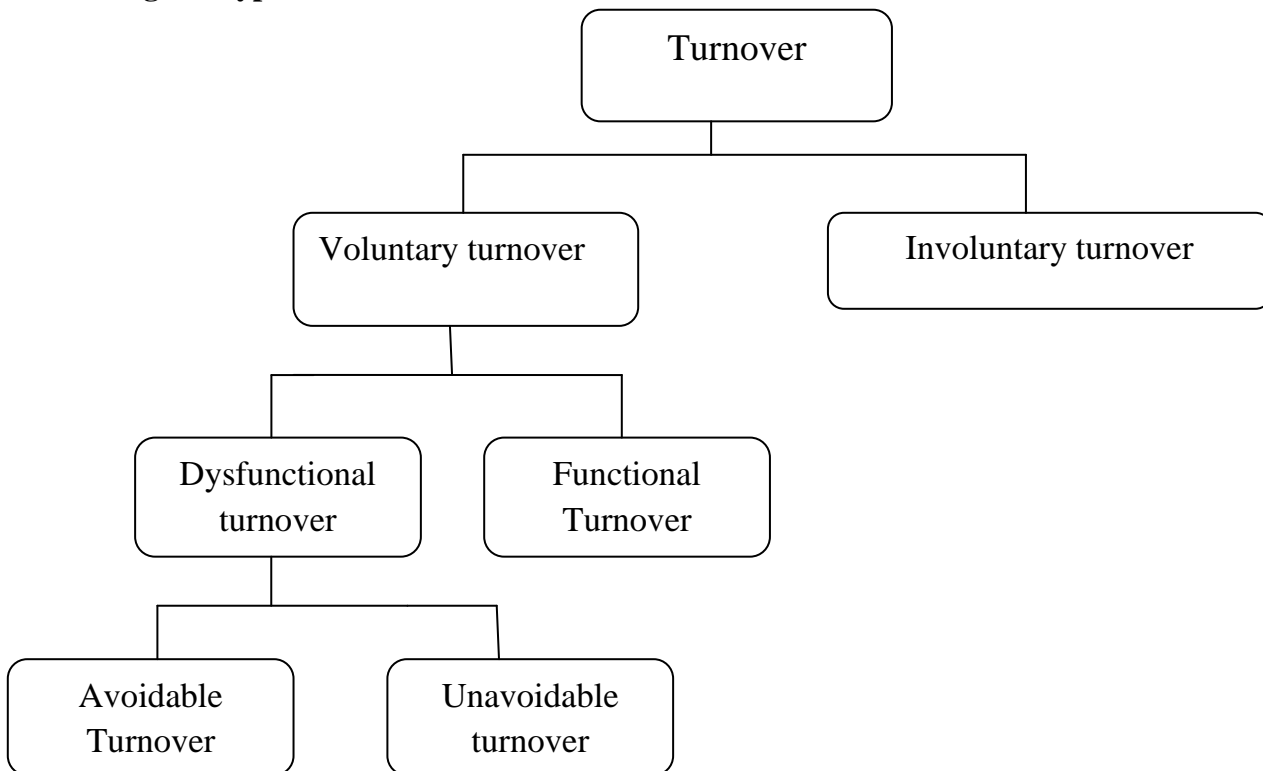 Turnover
Voluntary turnover
Involuntary turnover
Dysfunctional
turnover
Functional
Turnover
Avoidable
Turnover
Unavoidable
turnover